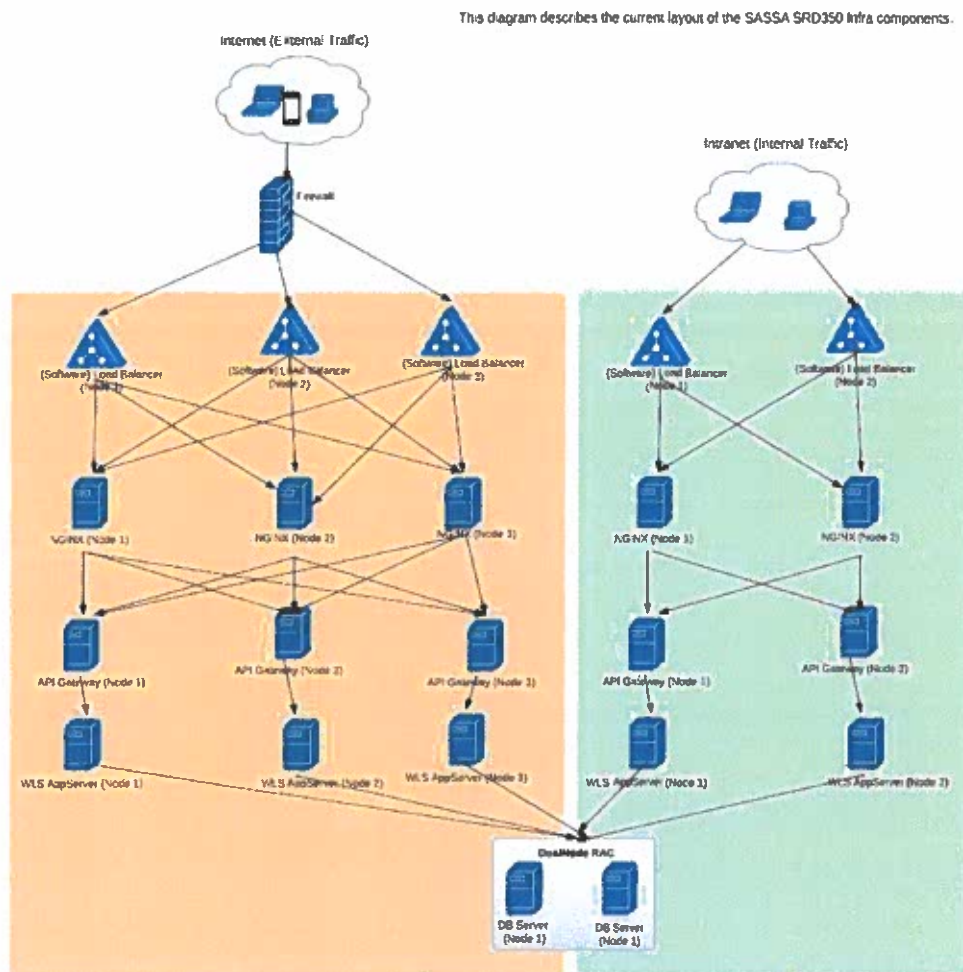 This diagram describes the current layout of the SASSA SRD350 Infra components.
Internet (External Traffic)
Intranet (Internal Traffic)
Firewall
(Software) Load Balancer
(Node 1)
(Software) Load Balancer
(Node 2)
(Software) Load Balancer
(Node 3)
(Software) Load Balancer
(Node 1)
(Software) Load Balancer
(Node 2)
NGINX (Node 1)
NGINX (Node 2)
NGINX (Node 3)
NGINX (Node 1)
NGINX (Node 2)
API Gateway (Node 1)
API Gateway (Node 2)
API Gateway (Node 3)
API Gateway (Node 1)
API Gateway (Node 2)
WLS AppServer (Node 1)
WLS AppServer (Node 2)
WLS AppServer (Node 3)
WLS AppServer (Node 1)
WLS AppServer (Node 2)
DualNode RAC
DB Server
(Node 1)
DB Server
(Node 1)